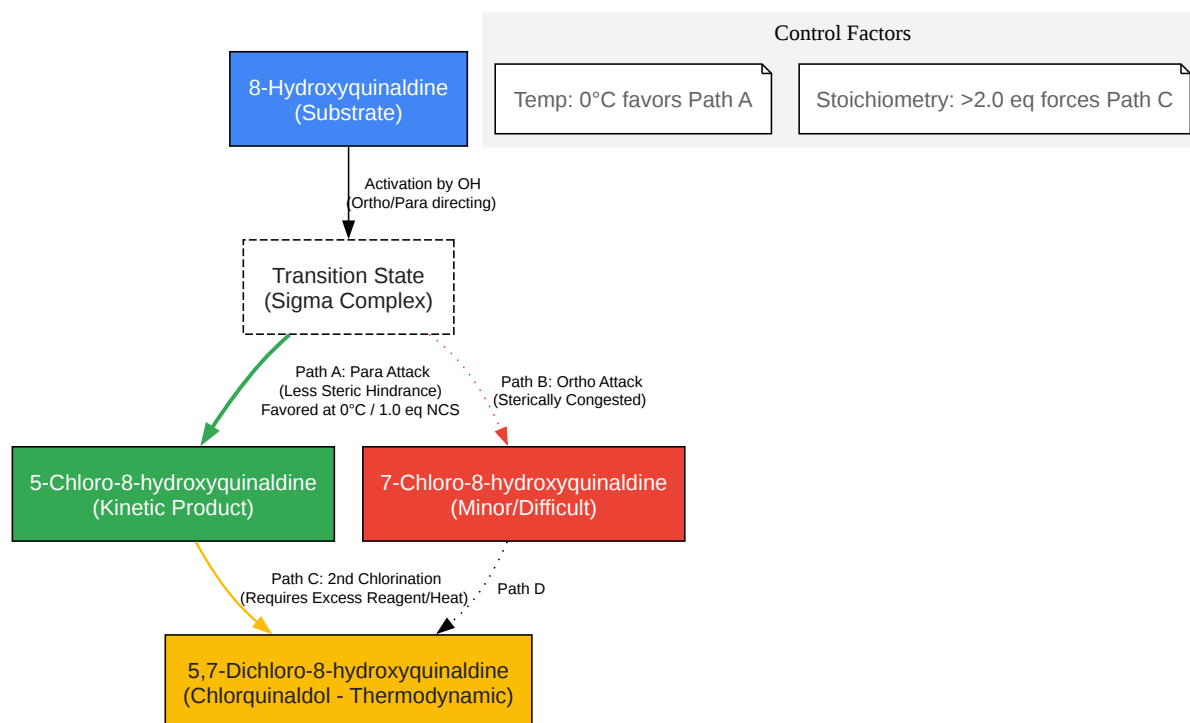 Control Factors
8-Hydroxyquinaldine
(Substrate)
Temp: 0°C favors Path A
Stoichiometry: >2.0 eq forces Path C
Activation by OH
(Ortho/Para directing)
Transition State
(Sigma Complex)
Path A: Para Attack
(Less Steric Hindrance)
Favored at 0°C / 1.0 eq NCS
Path B: Ortho Attack
(Sterically Congested)
5-Chloro-8-hydroxyquinaldine
(Kinetic Product)
7-Chloro-8-hydroxyquinaldine
(Minor/Difficult)
Path C: 2nd Chlorination
(Requires Excess Reagent/Heat)
Path D
5,7-Dichloro-8-hydroxyquinaldine
(Chlorquinaldol - Thermodynamic)